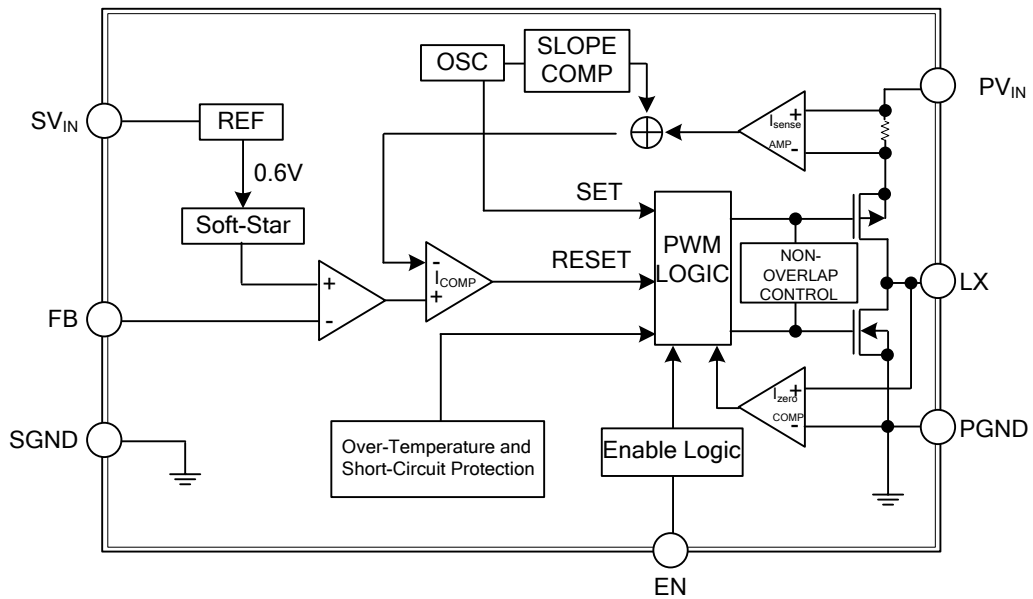 OSC
SLOPE
COMP
SVIN
REF
PVIN
Isense
AMP
+
-
0.6V
SET
Soft-Star
PWM
LOGIC
NON-
OVERLAP
CONTROL
RESET
-
ICOMP
+
LX
+
-
FB
Izero
COMP
+
-
SGND
PGND
Over-Temperature and
Short-Circuit Protection
Enable Logic
EN